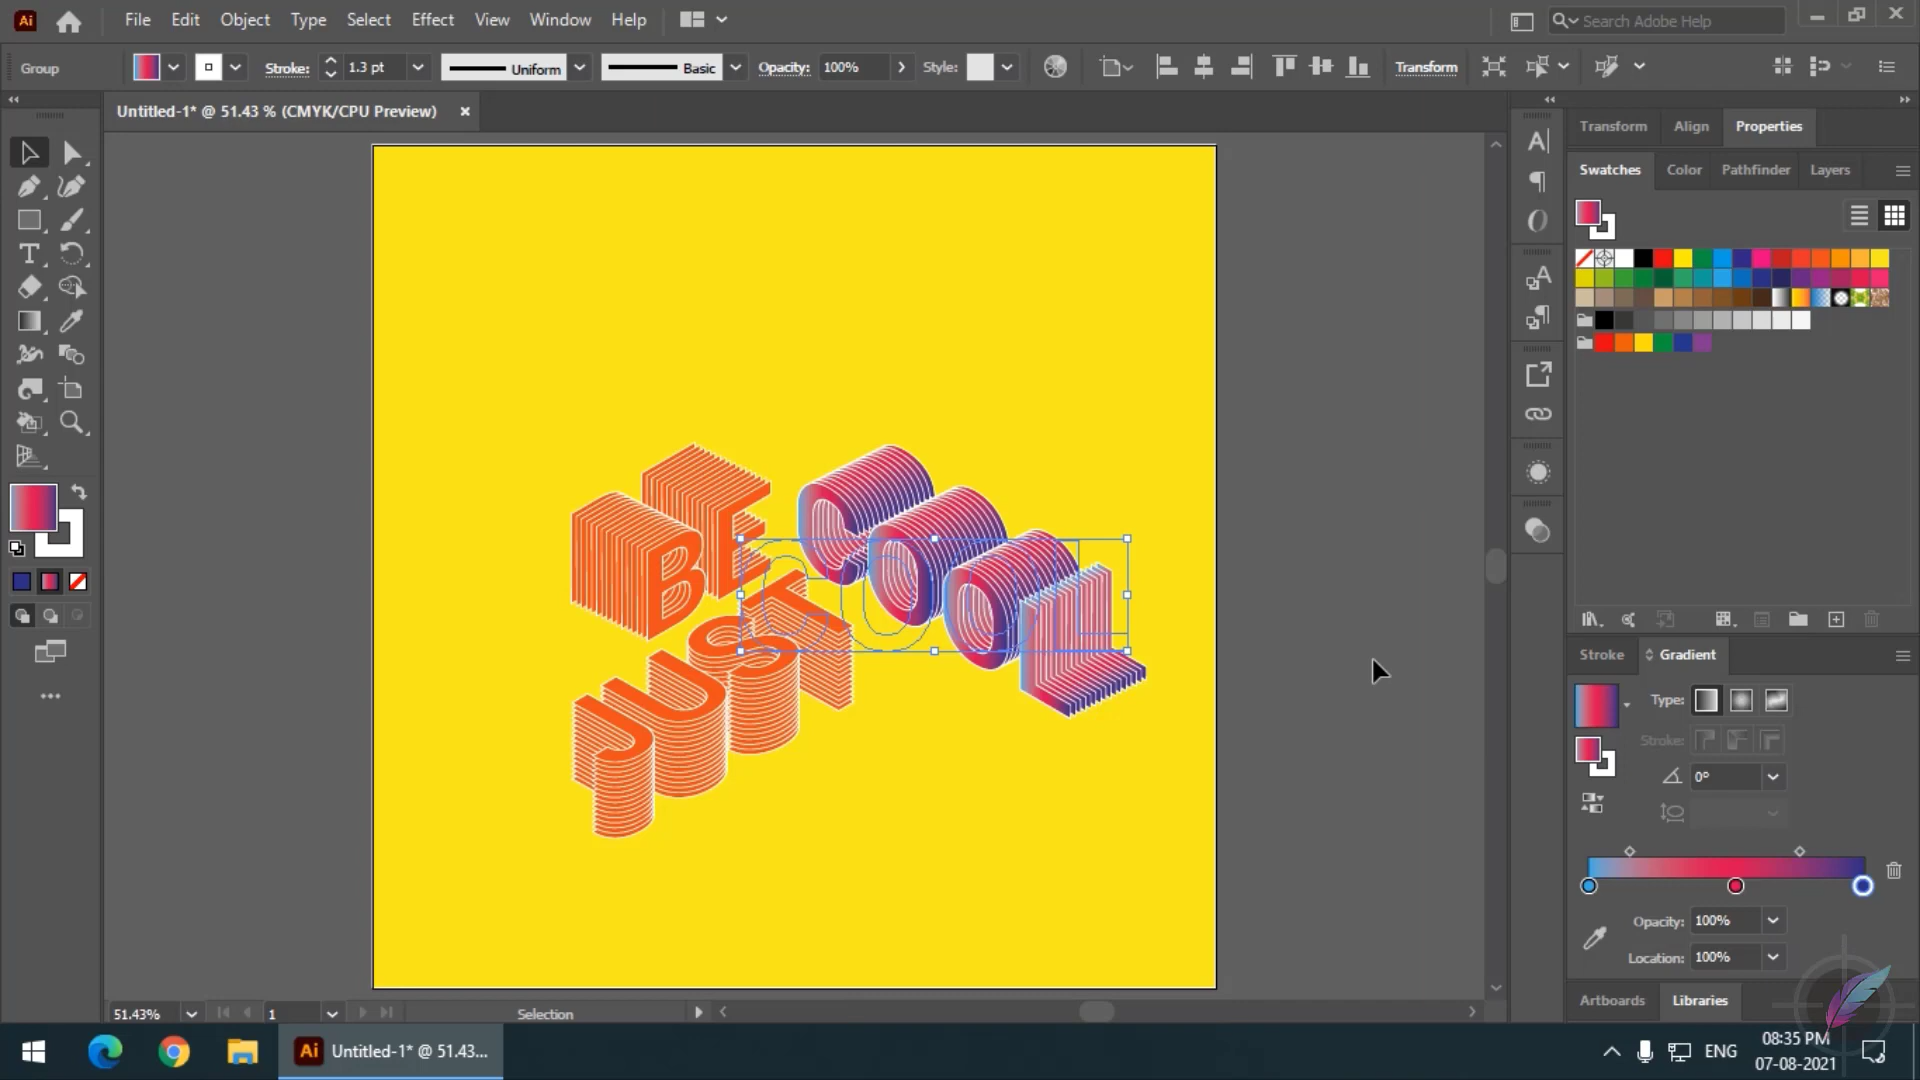 Ai File Edit Object Type Select Effect View Window Help Search Adobe Help
Group Stroke: 1.3 pt Uniform Basic Opacity: 100% Style: Transform
Untitled-1* @ 51.43 % (CMYK/CPU Preview)
Transform Align Properties
Swatches Color Pathfinder Layers
BE COOL
JUST
Stroke Gradient
Type:
Stroke:
0°
Opacity: 100%
Location: 100%
Artboards Libraries
51.43% 1 Selection
Ai Untitled-1* @ 51.43...
ENG
08:35 PM
07-08-2021